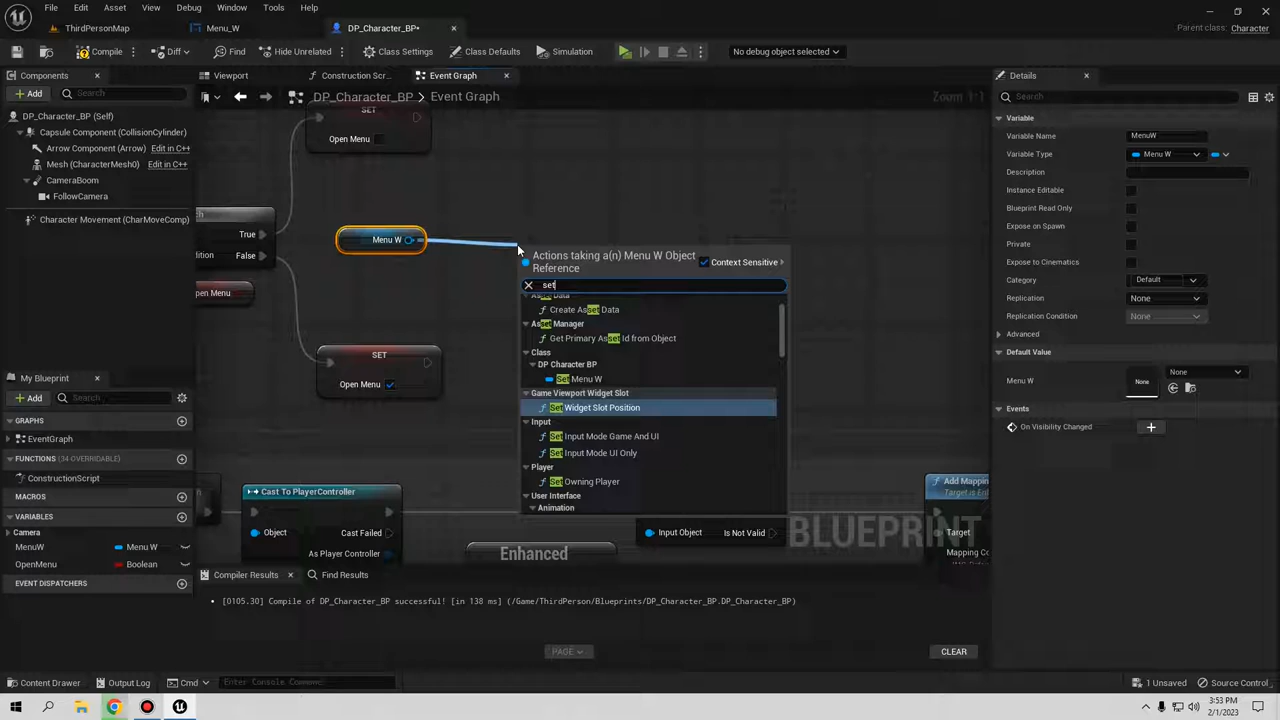 File Edit Asset View Debug Window Tools Help
Parent class: Character
ThirdPersonMap Menu_W DP_Character_BP•
Compile Diff Find Hide Unrelated Class Settings Class Defaults Simulation No debug object selected
Components
Add Search
DP_Character_BP (Self)
Capsule Component (CollisionCylinder)
Arrow Component (Arrow) Edit in C++
Mesh (CharacterMesh0) Edit in C++
CameraBoom
FollowCamera
Character Movement (CharMoveComp)
My Blueprint
Add Search
GRAPHS
EventGraph
FUNCTIONS (34 OVERRIDABLE)
ConstructionScript
MACROS
VARIABLES
Camera
MenuW Menu W
OpenMenu Boolean
EVENT DISPATCHERS
Viewport Construction Scr... Event Graph
DP_Character_BP > Event Graph
Zoom 1:1
SET
Open Menu
True
False
Menu W
SET
Open Menu
Cast To PlayerController
Object Cast Failed
As Player Controller
Enhanced
Input Object Is Not Valid
BLUEPRINT
Target
Actions taking a(n) Menu W Object
Reference
Context Sensitive
set
Create Asset Data
Asset Manager
Get Primary Asset Id from Object
Class
DP Character BP
Set Menu W
Game Viewport Widget Slot
Set Widget Slot Position
Input
Set Input Mode Game And UI
Set Input Mode UI Only
Player
Set Owning Player
User Interface
Animation
Compiler Results Find Results
[0105.30] Compile of DP_Character_BP successful! [in 138 ms] (/Game/ThirdPerson/Blueprints/DP_Character_BP.DP_Character_BP)
PAGE CLEAR
Details
Search
Variable
Variable Name MenuW
Variable Type Menu W
Description
Instance Editable
Blueprint Read Only
Expose on Spawn
Private
Expose to Cinematics
Category Default
Replication None
Replication Condition None
Advanced
Default Value
Menu W None None
Events
On Visibility Changed
Content Drawer Output Log Cmd Enter Console Command 1 Unsaved Source Control
3:53 PM
2/1/2023